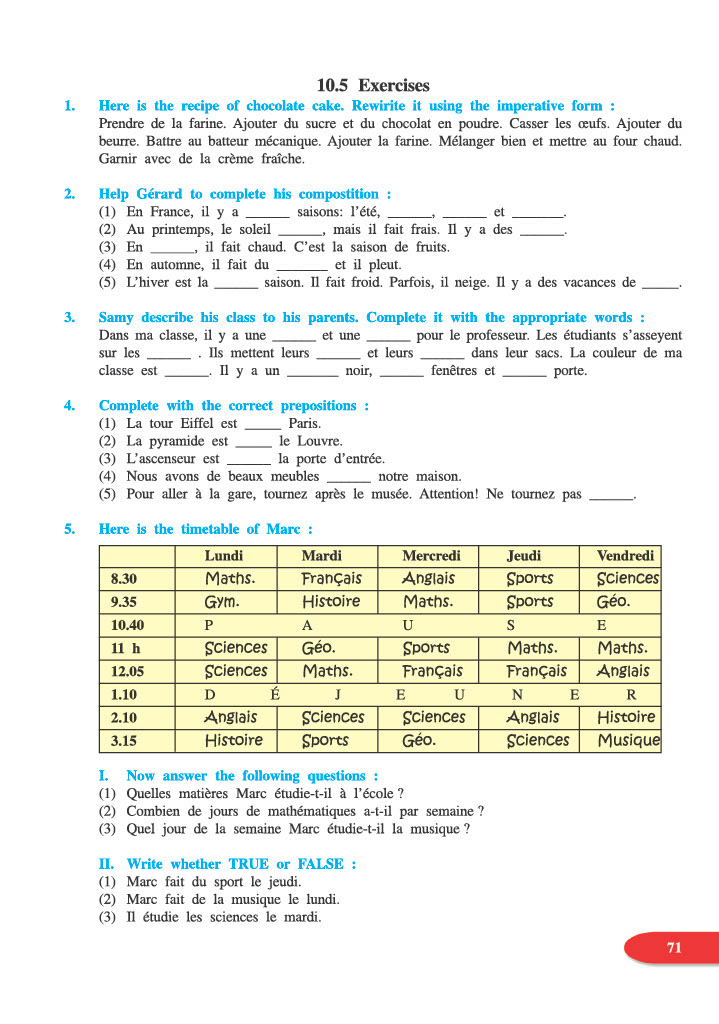 10.5 Exercises
1. Here is the recipe of chocolate cake. Rewirite it using the imperative form :
Prendre de la farine. Ajouter du sucre et du chocolat en poudre. Casser les œufs. Ajouter du
beurre. Battre au batteur mécanique. Ajouter la farine. Mélanger bien et mettre au four chaud.
Garnir avec de la crème fraîche.
2. Help Gérard to complete his compostition :
(1) En France, il y a ______ saisons: l'été, ______, ______ et _______.
(2) Au printemps, le soleil ______, mais il fait frais. Il y a des ______.
(3) En ______, il fait chaud. C'est la saison de fruits.
(4) En automne, il fait du _______ et il pleut.
(5) L'hiver est la ______ saison. Il fait froid. Parfois, il neige. Il y a des vacances de _____.
3. Samy describe his class to his parents. Complete it with the appropriate words :
Dans ma classe, il y a une ______ et une ______ pour le professeur. Les étudiants s'asseyent
sur les ______ . Ils mettent leurs ______ et leurs ______ dans leur sacs. La couleur de ma
classe est ______. Il y a un _______ noir, ______ fenêtres et ______ porte.
4. Complete with the correct prepositions :
(1) La tour Eiffel est _____ Paris.
(2) La pyramide est _____ le Louvre.
(3) L'ascenseur est ______ la porte d'entrée.
(4) Nous avons de beaux meubles ______ notre maison.
(5) Pour aller à la gare, tournez après le musée. Attention! Ne tournez pas ______.
5. Here is the timetable of Marc :
Lundi Mardi Mercredi Jeudi Vendredi
8.30 Maths. Français Anglais Sports Sciences
9.35 Gym. Histoire Maths. Sports Géo.
10.40 P A U S E
11 h Sciences Géo. Sports Maths. Maths.
12.05 Sciences Maths. Français Français Anglais
1.10 D É J E U N E R
2.10 Anglais Sciences Sciences Anglais Histoire
3.15 Histoire Sports Géo. Sciences Musique
I. Now answer the following questions :
(1) Quelles matières Marc étudie-t-il à l'école ?
(2) Combien de jours de mathématiques a-t-il par semaine ?
(3) Quel jour de la semaine Marc étudie-t-il la musique ?
II. Write whether TRUE or FALSE :
(1) Marc fait du sport le jeudi.
(2) Marc fait de la musique le lundi.
(3) Il étudie les sciences le mardi.
71